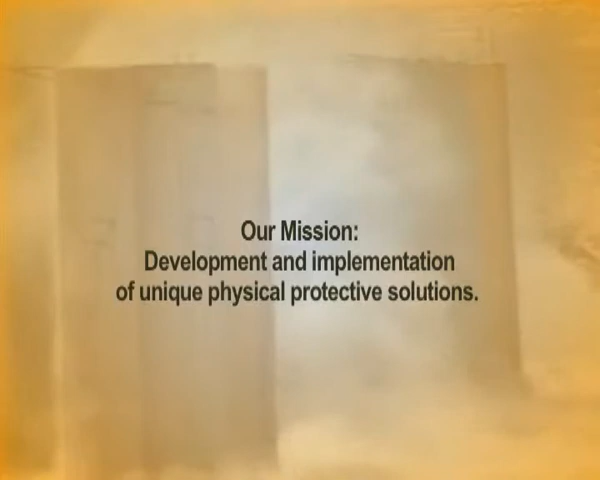 Our Mission:
Development and implementation
of unique physical protective solutions.